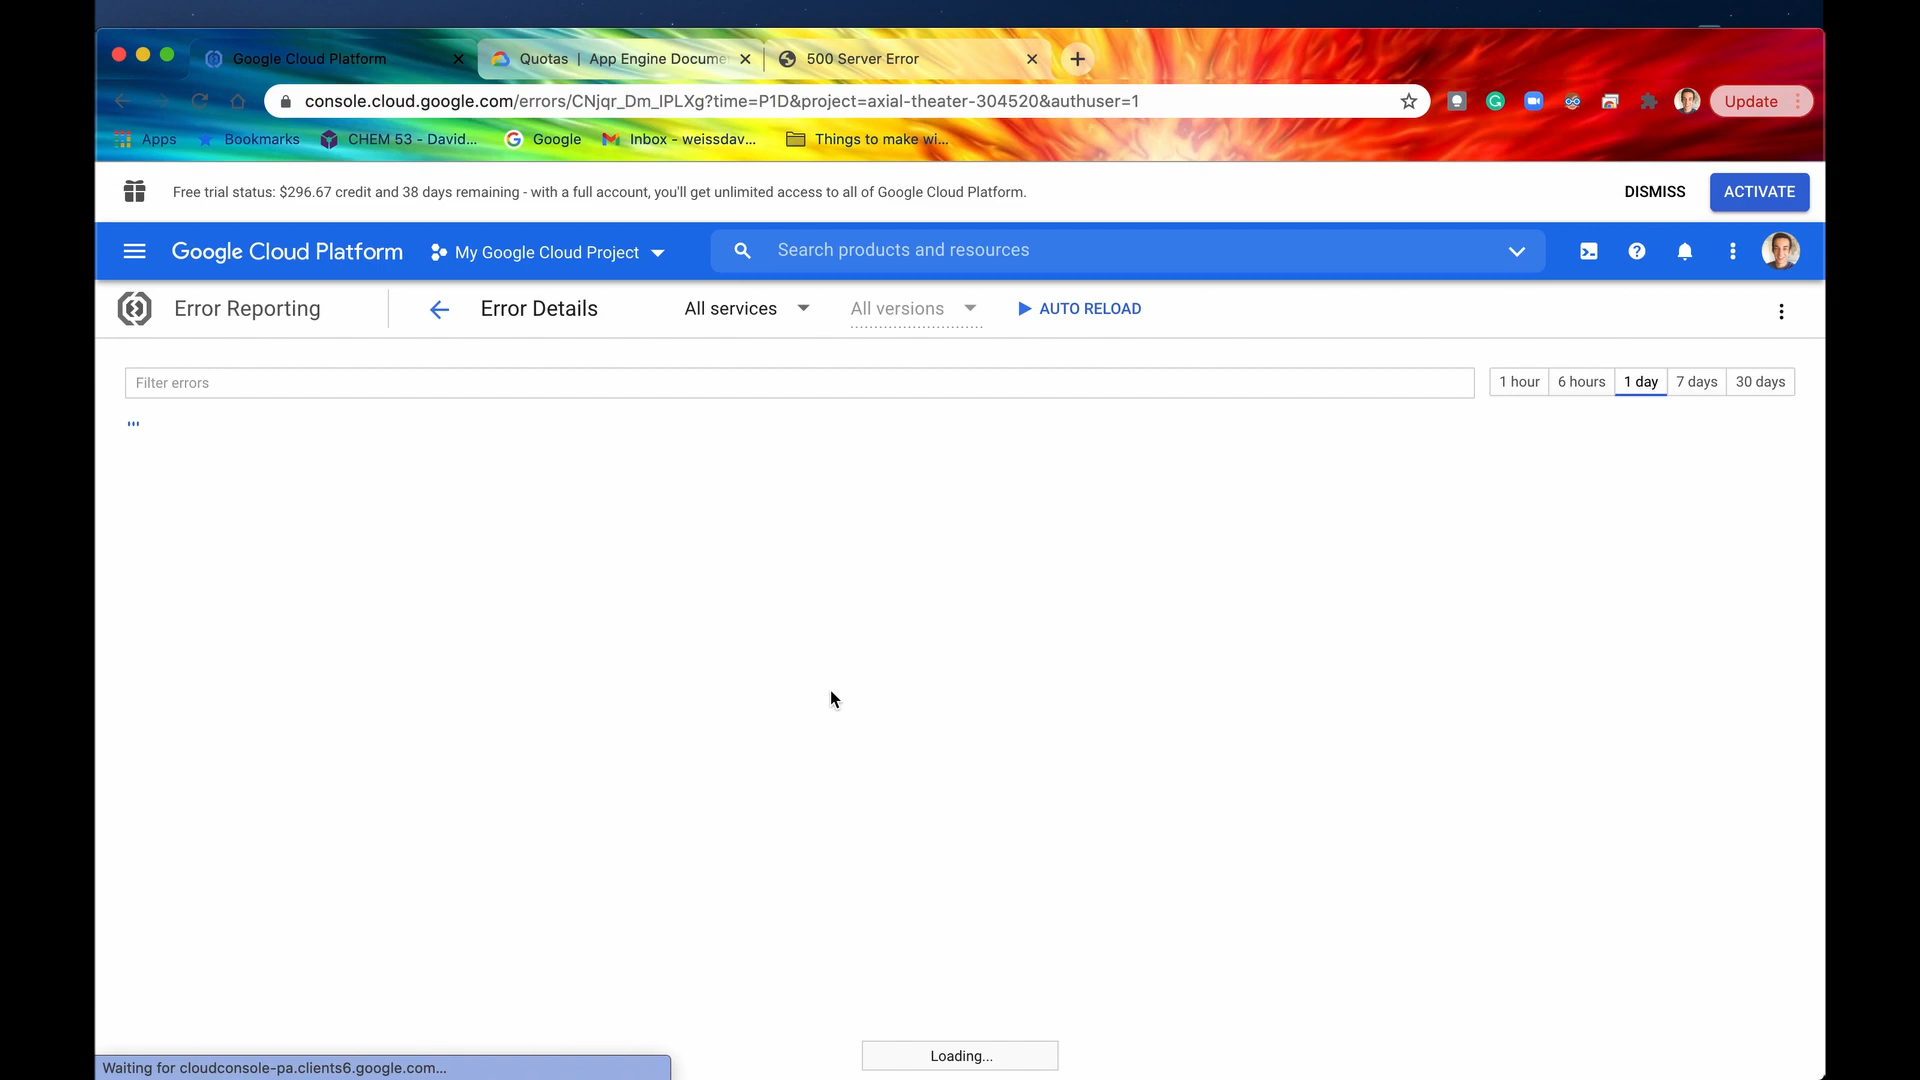 Google Cloud Platform
Quotas | App Engine Docume
500 Server Error
console.cloud.google.com/errors/CNjqr_Dm_IPLXg?time=P1D&project=axial-theater-304520&authuser=1
Update
Apps
Bookmarks
CHEM 53 - David...
Google
Inbox - weissdav...
Things to make wi...
Free trial status: $296.67 credit and 38 days remaining - with a full account, you'll get unlimited access to all of Google Cloud Platform.
DISMISS
ACTIVATE
Google Cloud Platform
My Google Cloud Project
Search products and resources
Error Reporting
Error Details
All services
All versions
AUTO RELOAD
Filter errors
1 hour
6 hours
1 day
7 days
30 days
Loading...
Waiting for cloudconsole-pa.clients6.google.com...